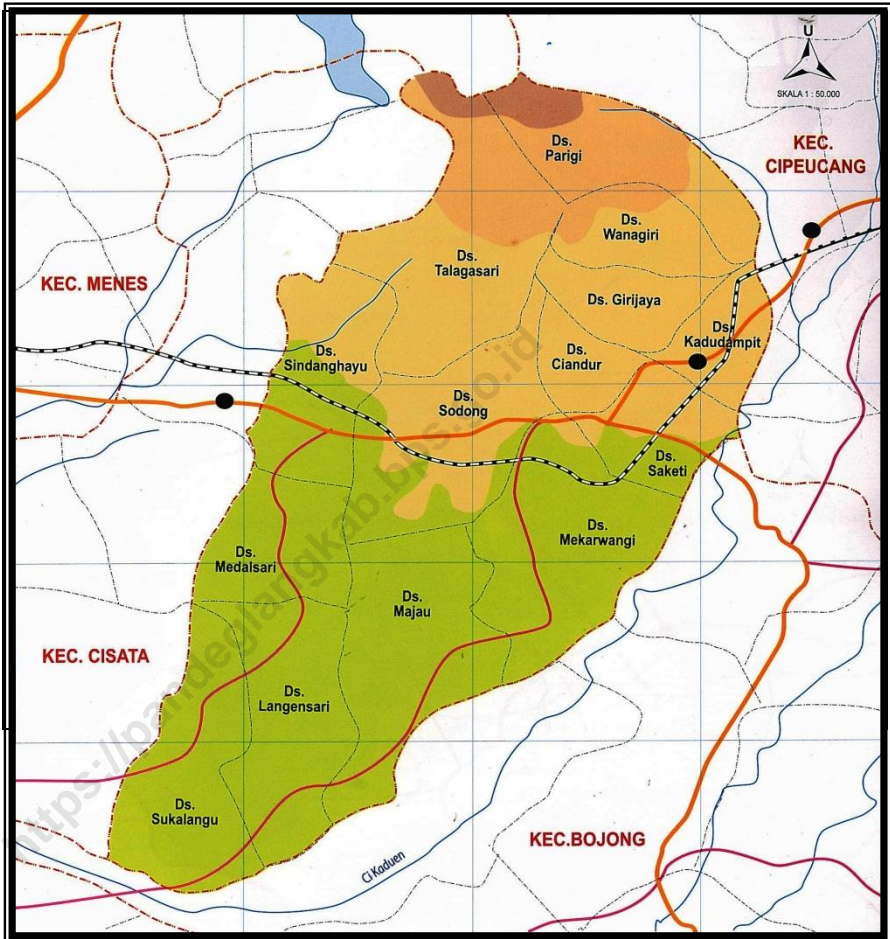 U
SKALA 1 : 50.000
KEC.
CIPEUCANG
Ds.
Parigi
Ds.
Wanagiri
Ds.
Talagasari
KEC. MENES
Ds. Girijaya
Ds.
Kadudampit
Ds.
Sindanghayu
Ds.
Ciandur
Ds.
Sodong
Ds.
Saketi
Ds.
Mekarwangi
Ds.
Medalsari
Ds.
Majau
KEC. CISATA
Ds.
Langensari
Ds.
Sukalangu
KEC.BOJONG
Ci Kaduen
https://pandeglangkab.bps.go.id